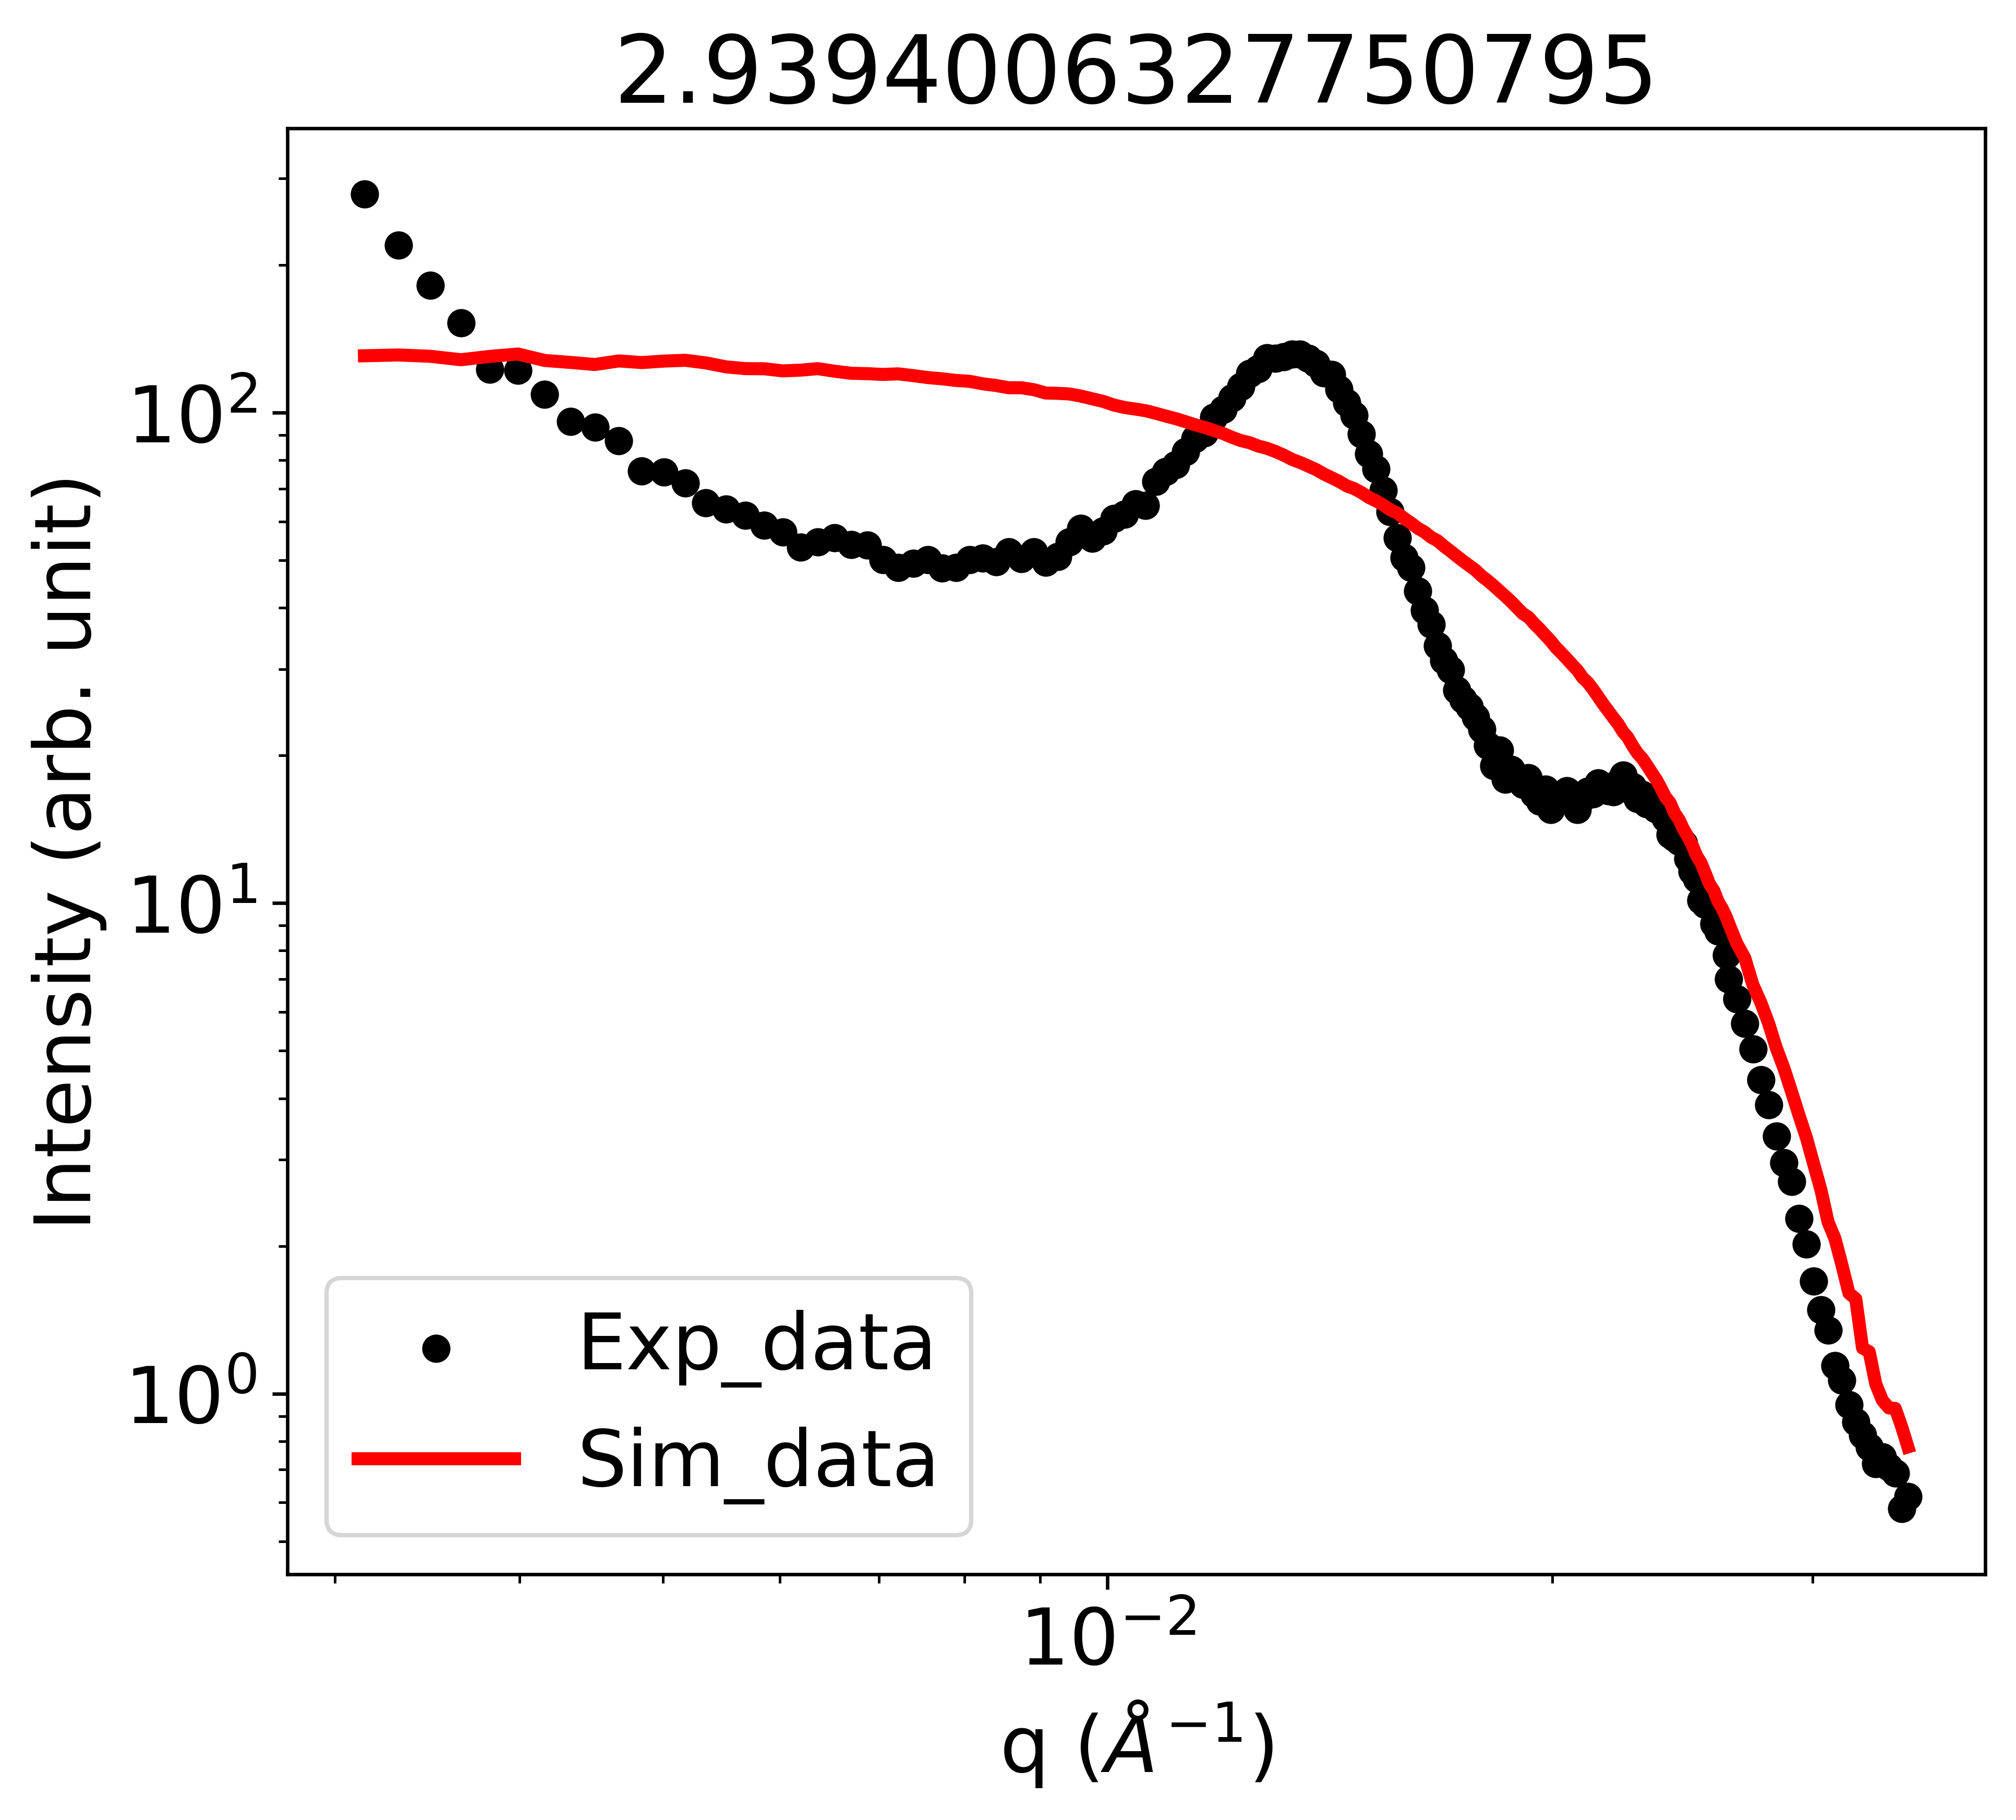 2.9394006327750795
Intensity (arb. unit)
10²
10¹
10⁰
Exp_data
Sim_data
10⁻²
q (Å⁻¹)